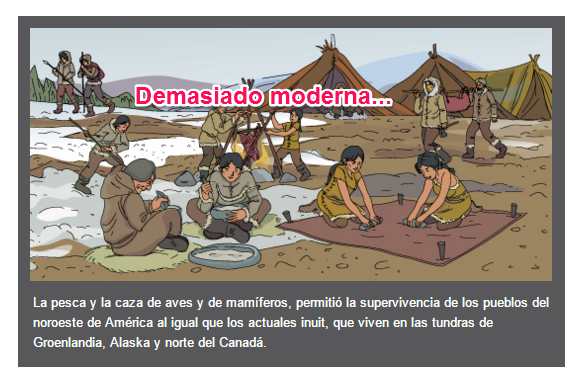 Demasiado moderna...
La pesca y la caza de aves y de mamíferos, permitió la supervivencia de los pueblos del
noroeste de América al igual que los actuales inuit, que viven en las tundras de
Groenlandia, Alaska y norte del Canadá.